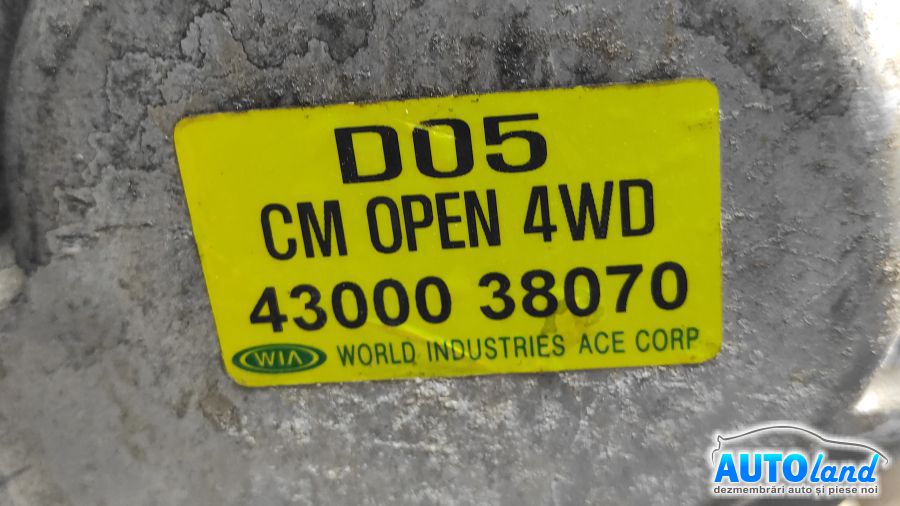 D05
CM OPEN 4WD
43000 38070
WIA WORLD INDUSTRIES ACE CORP
AUTOland
dezmembrări auto și piese noi